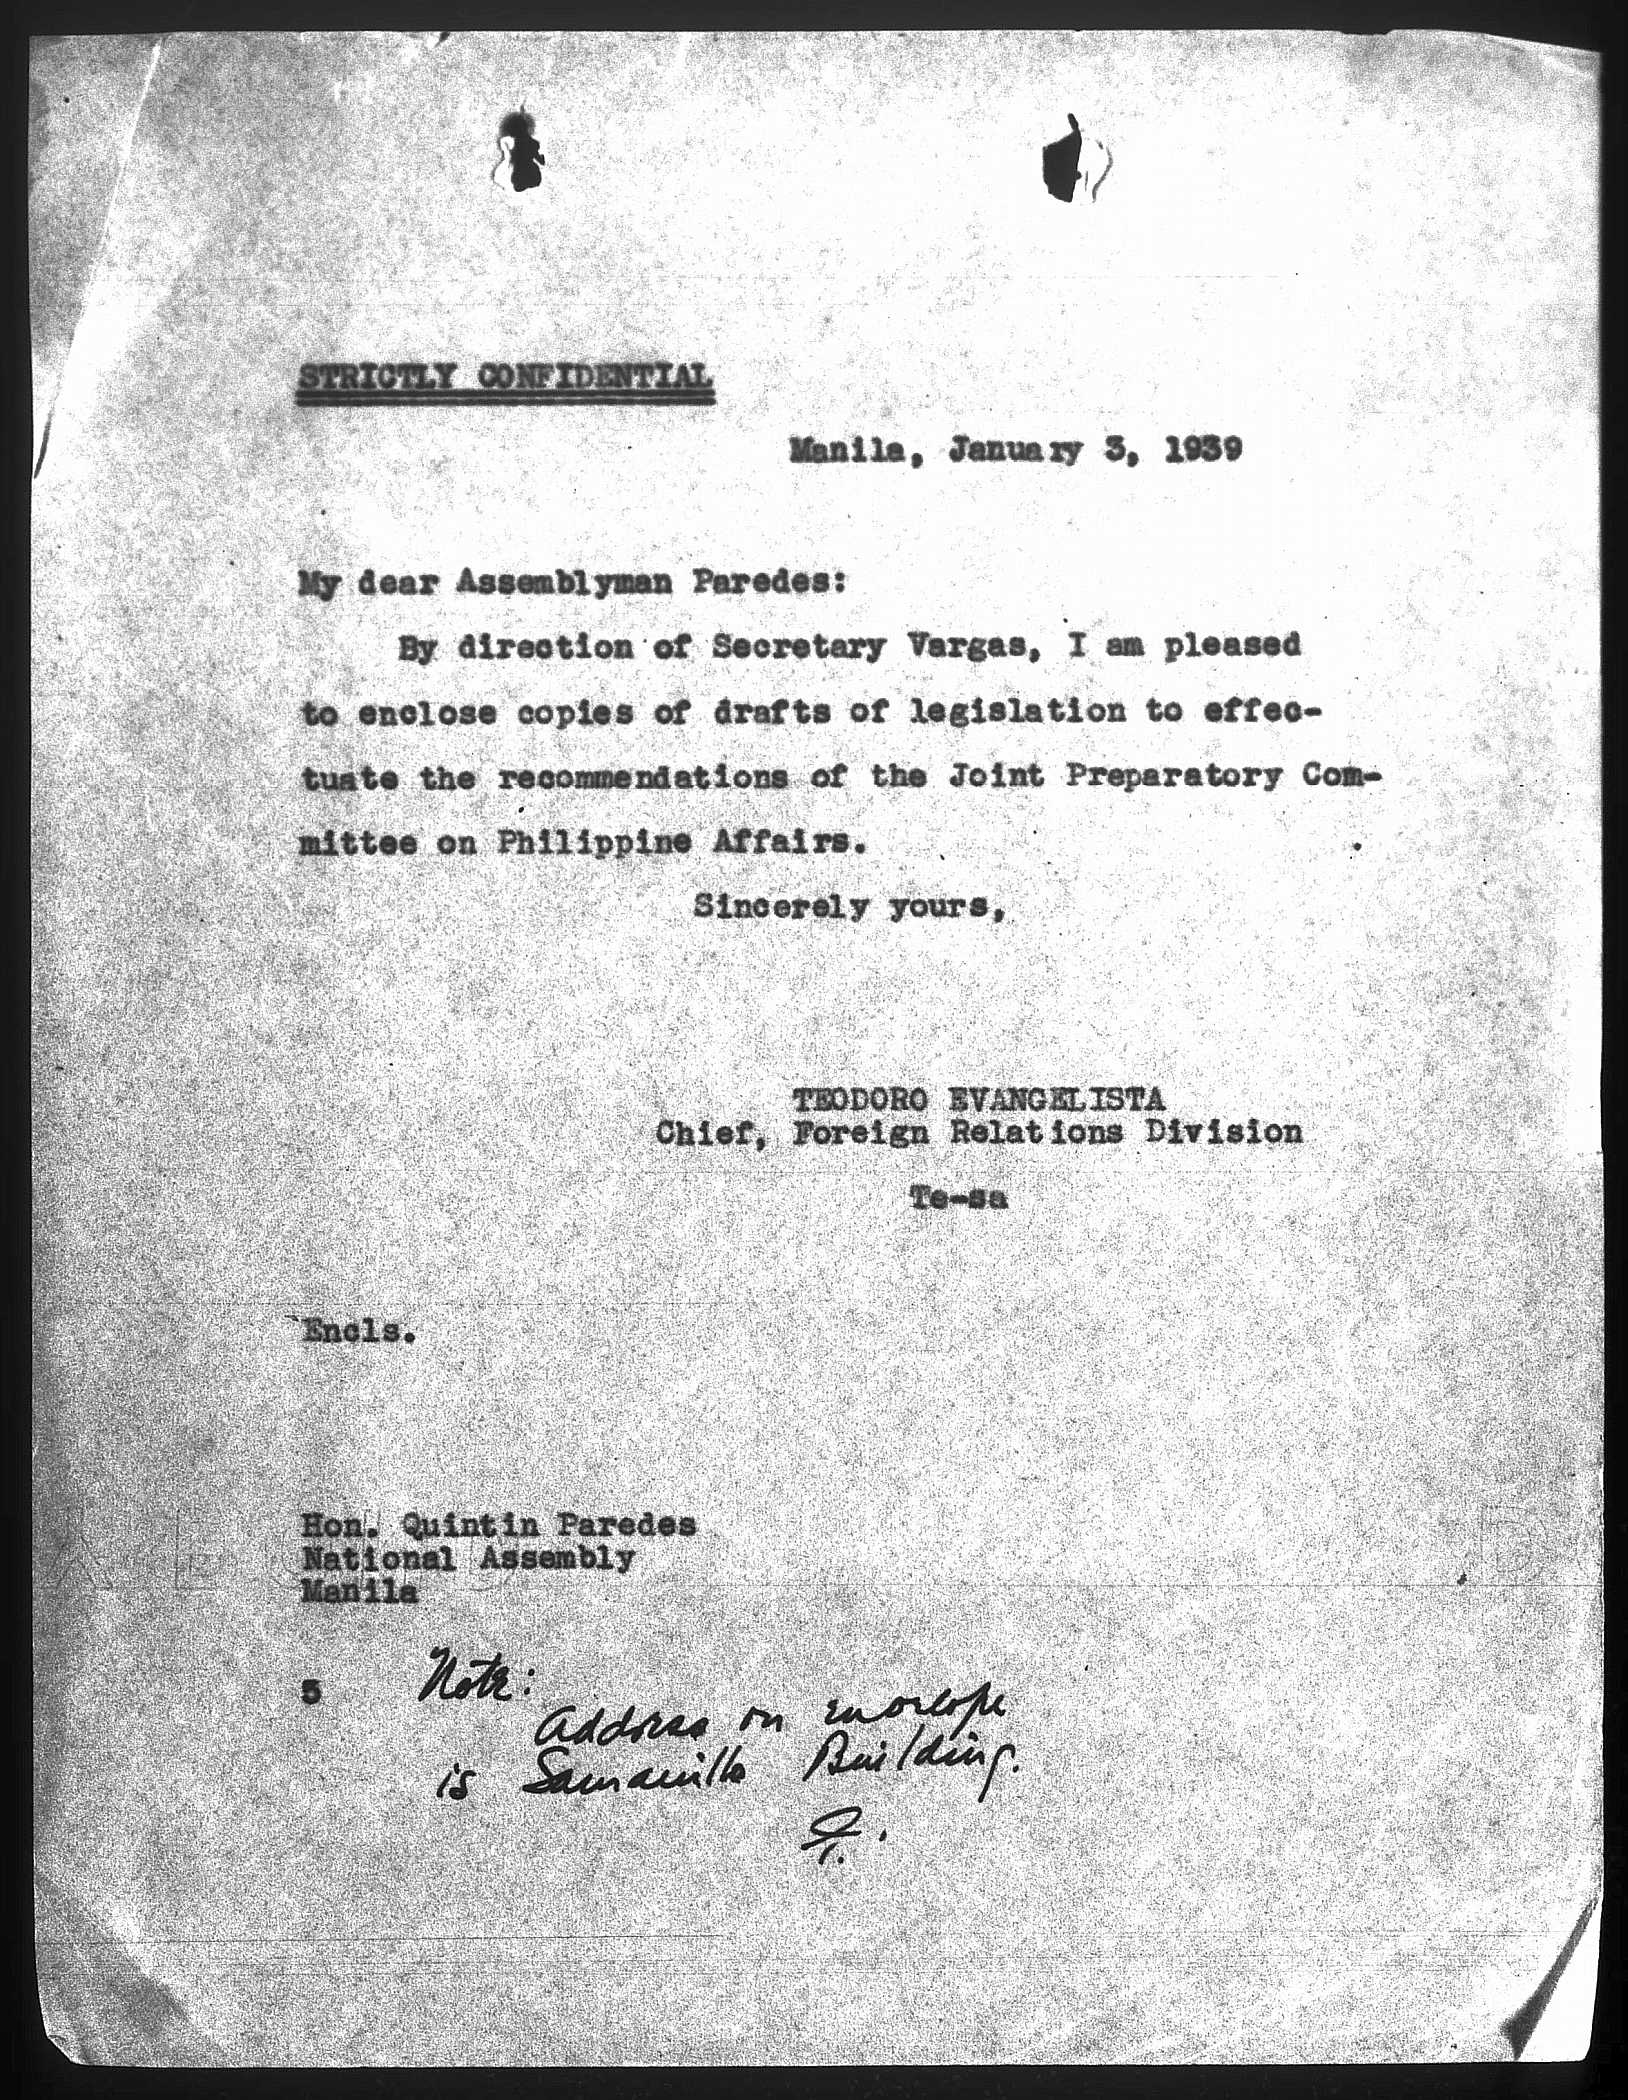 STRICTLY CONFIDENTIAL
Manila, January 3, 1939
My dear Assemblyman Paredes:
By direction of Secretary Vargas, I am pleased
to enclose copies of drafts of legislation to effec-
tuate the recommendations of the Joint Preparatory Com-
mittee on Philippine Affairs.
Sincerely yours,
TEODORO EVANGELISTA
Chief, Foreign Relations Division
Te-sa
Encls.
Hon. Quintin Paredes
National Assembly
Manila
5
Note:
Address on envelope
is Samanillo Building.